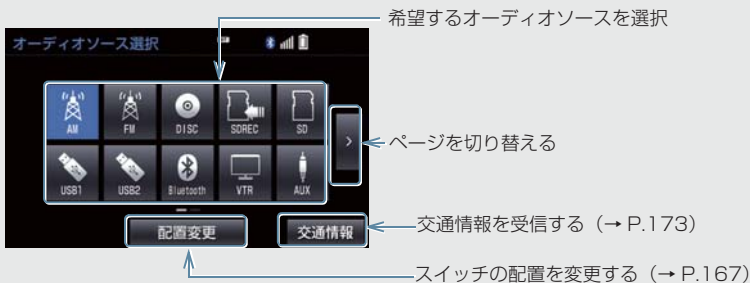 希望するオーディオソースを選択
オーディオソース選択
AM FM DISC SDREC SD
>
ページを切り替える
USB1 USB2 Bluetooth VTR AUX
配置変更 交通情報
交通情報を受信する（→ P.173）
スイッチの配置を変更する（→ P.167）